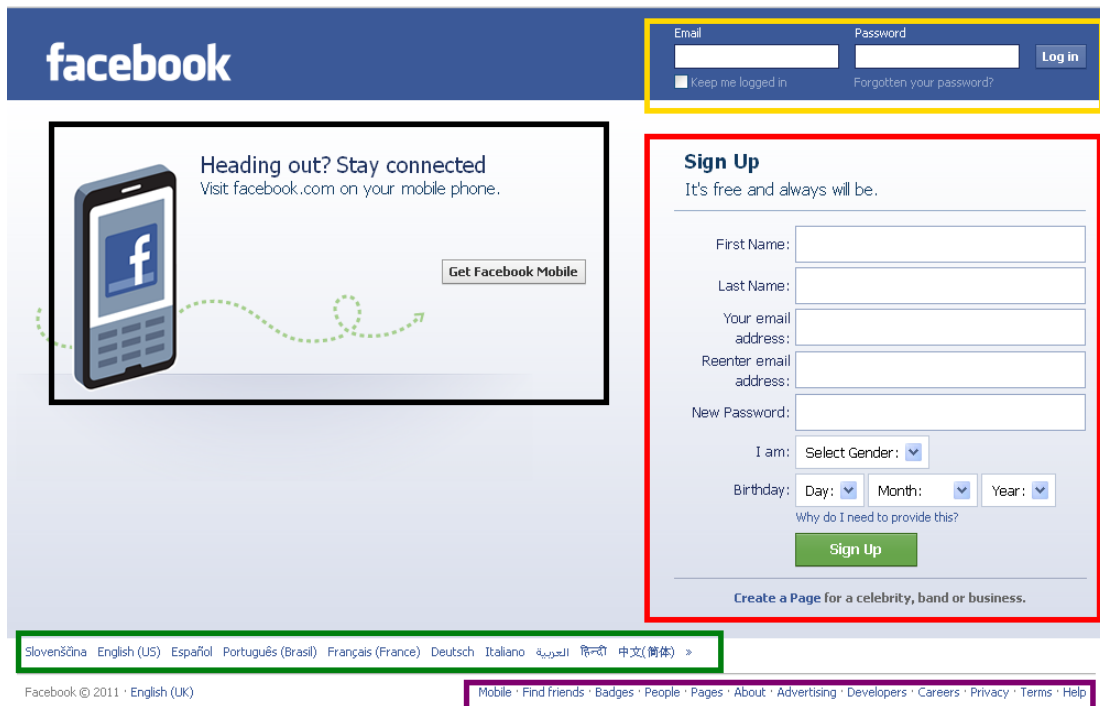 facebook
Email Password
Log in
Keep me logged in Forgotten your password?
Heading out? Stay connected
Visit facebook.com on your mobile phone.
Get Facebook Mobile
Sign Up
It's free and always will be.
First Name:
Last Name:
Your email
address:
Reenter email
address:
New Password:
I am: Select Gender:
Birthday: Day: Month: Year:
Why do I need to provide this?
Sign Up
Create a Page for a celebrity, band or business.
Slovenščina English (US) Español Português (Brasil) Français (France) Deutsch Italiano العربية हिन्दी 中文(简体) »
Facebook © 2011 · English (UK)
Mobile · Find friends · Badges · People · Pages · About · Advertising · Developers · Careers · Privacy · Terms · Help